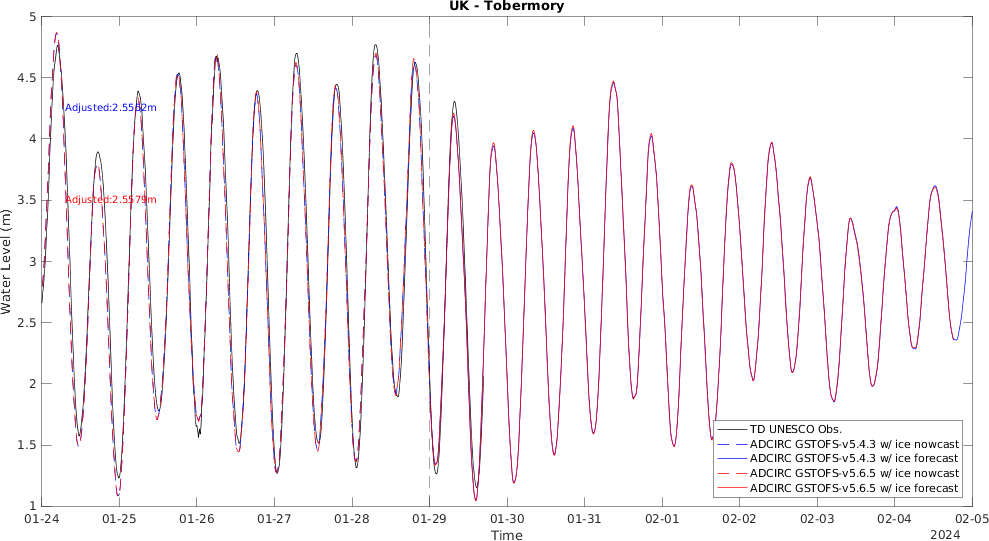 UK - Tobermory
5
4.5
4
3.5
3
2.5
2
1.5
1
Water Level (m)
Adjusted:2.5582m
Adjusted:2.5579m
TD UNESCO Obs.
ADCIRC GSTOFS-v5.4.3 w/ ice nowcast
ADCIRC GSTOFS-v5.4.3 w/ ice forecast
ADCIRC GSTOFS-v5.6.5 w/ ice nowcast
ADCIRC GSTOFS-v5.6.5 w/ ice forecast
01-24 01-25 01-26 01-27 01-28 01-29 01-30 01-31 02-01 02-02 02-03 02-04 02-05
Time
2024